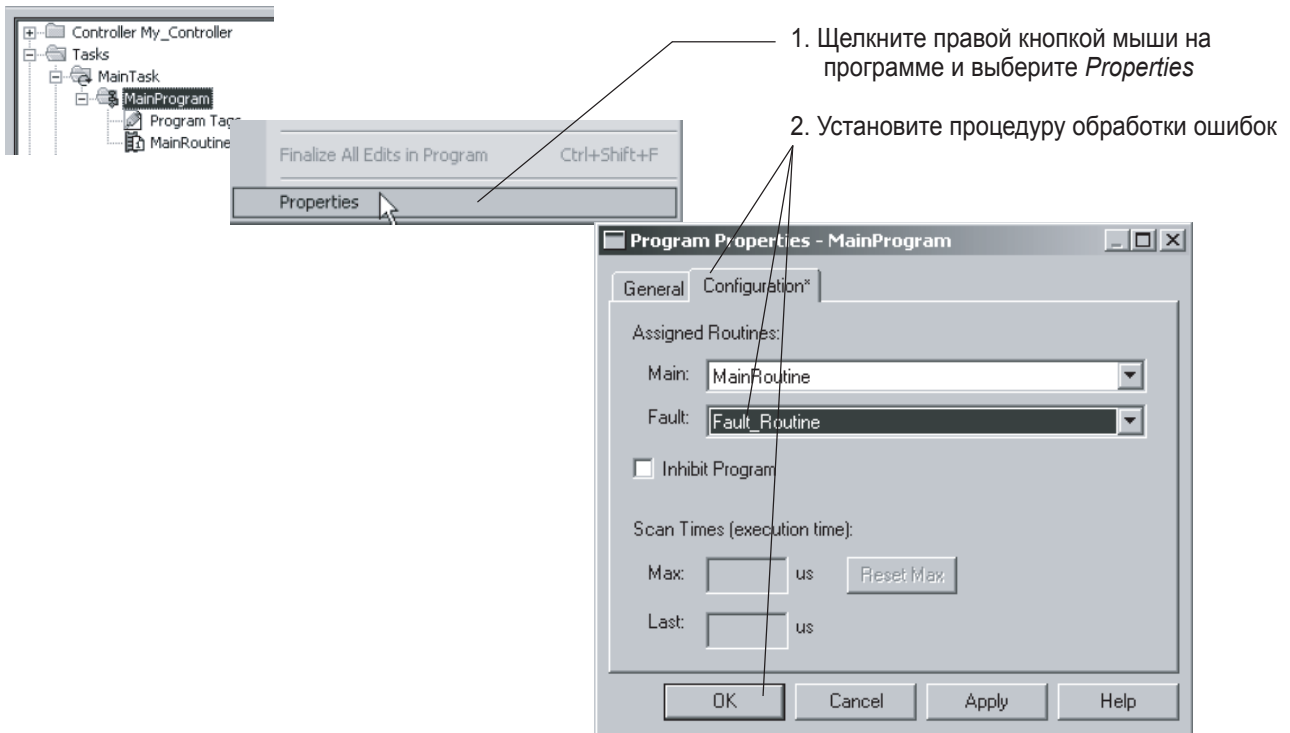 Controller My_Controller
Tasks
MainTask
MainProgram
Program Tags
MainRoutine
1. Щелкните правой кнопкой мыши на
программе и выберите Properties
2. Установите процедуру обработки ошибок
Finalize All Edits in Program Ctrl+Shift+F
Properties
Program Properties - MainProgram
General Configuration*
Assigned Routines:
Main: MainRoutine
Fault: Fault_Routine
Inhibit Program
Scan Times (execution time):
Max: us Reset Max
Last: us
OK Cancel Apply Help